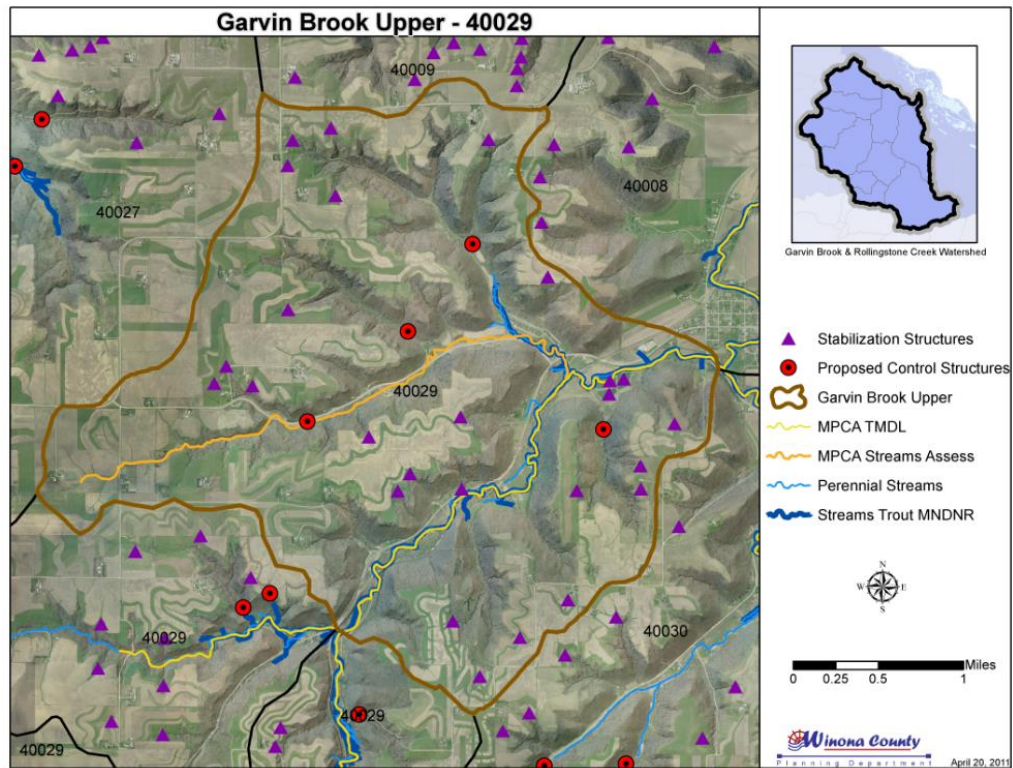 Garvin Brook Upper - 40029
40009
40008
40027
40029
40029
40030
40029
40029
Garvin Brook & Rollingstone Creek Watershed
Stabilization Structures
Proposed Control Structures
Garvin Brook Upper
MPCA TMDL
MPCA Streams Assess
Perennial Streams
Streams Trout MNDNR
N
W E
S
Miles
0 0.25 0.5 1
Winona County
Planning Department
April 20, 2011